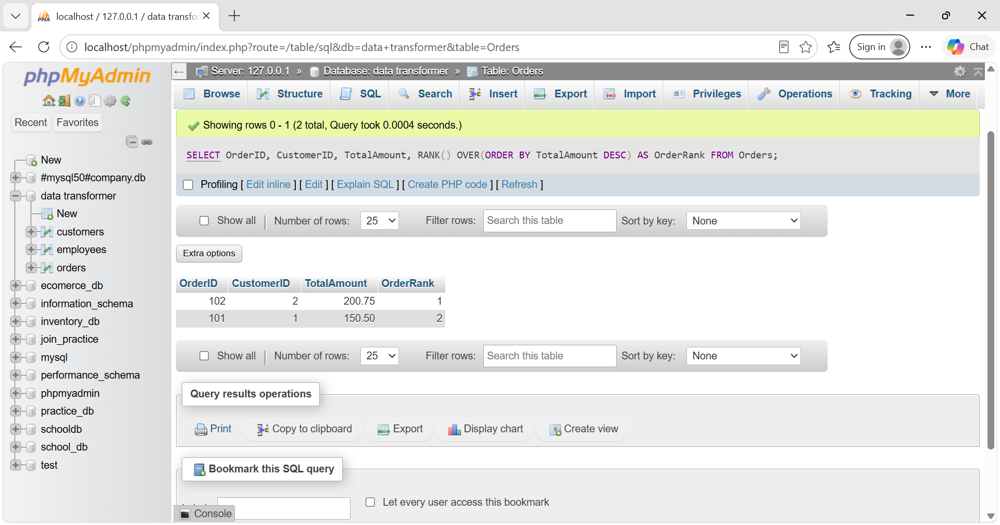 localhost / 127.0.0.1 / data transfo
localhost/phpmyadmin/index.php?route=/table/sql&db=data+transformer&table=Orders
Sign in
Chat
phpMyAdmin
Recent
Favorites
New
#mysql50#company.db
data transformer
New
customers
employees
orders
ecomerce_db
information_schema
inventory_db
join_practice
mysql
performance_schema
phpmyadmin
practice_db
schooldb
school_db
test
Server: 127.0.0.1 » Database: data transformer » Table: Orders
Browse Structure SQL Search Insert Export Import Privileges Operations Tracking More
Showing rows 0 - 1 (2 total, Query took 0.0004 seconds.)
SELECT OrderID, CustomerID, TotalAmount, RANK() OVER(ORDER BY TotalAmount DESC) AS OrderRank FROM Orders;
Profiling [ Edit inline ] [ Edit ] [ Explain SQL ] [ Create PHP code ] [ Refresh ]
Show all Number of rows: 25 Filter rows: Search this table Sort by key: None
Extra options
OrderID CustomerID TotalAmount OrderRank
102 2 200.75 1
101 1 150.50 2
Show all Number of rows: 25 Filter rows: Search this table Sort by key: None
Query results operations
Print Copy to clipboard Export Display chart Create view
Bookmark this SQL query
Let every user access this bookmark
Console